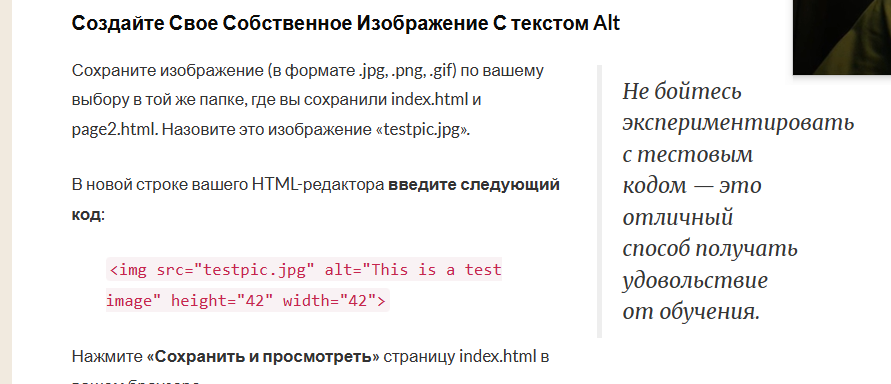 Создайте Свое Собственное Изображение С текстом Alt
Сохраните изображение (в формате .jpg, .png, .gif) по вашему
выбору в той же папке, где вы сохранили index.html и
page2.html. Назовите это изображение «testpic.jpg».
В новой строке вашего HTML-редактора введите следующий
код:
<img src="testpic.jpg" alt="This is a test
image" height="42" width="42">
Нажмите «Сохранить и просмотреть» страницу index.html в
Не бойтесь
экспериментировать
с тестовым
кодом — это
отличный
способ получать
удовольствие
от обучения.